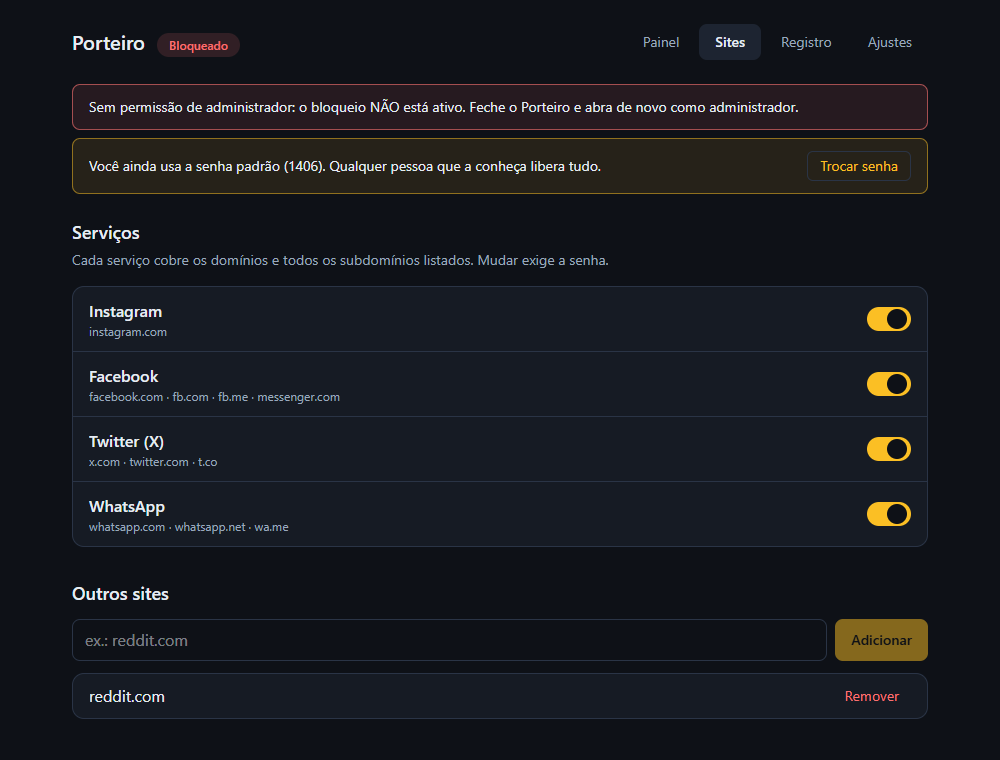 Porteiro
Bloqueado
Painel
Sites
Registro
Ajustes
Sem permissão de administrador: o bloqueio NÃO está ativo. Feche o Porteiro e abra de novo como administrador.
Você ainda usa a senha padrão (1406). Qualquer pessoa que a conheça libera tudo.
Trocar senha
Serviços
Cada serviço cobre os domínios e todos os subdomínios listados. Mudar exige a senha.
Instagram
instagram.com
Facebook
facebook.com · fb.com · fb.me · messenger.com
Twitter (X)
x.com · twitter.com · t.co
WhatsApp
whatsapp.com · whatsapp.net · wa.me
Outros sites
ex.: reddit.com
Adicionar
reddit.com
Remover